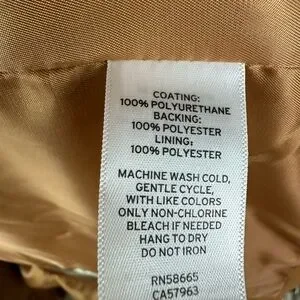 COATING:
100% POLYURETHANE
BACKING:
100% POLYESTER
LINING:
100% POLYESTER
MACHINE WASH COLD,
GENTLE CYCLE,
WITH LIKE COLORS
ONLY NON-CHLORINE
BLEACH IF NEEDED
HANG TO DRY
DO NOT IRON
RN58665
CA57963